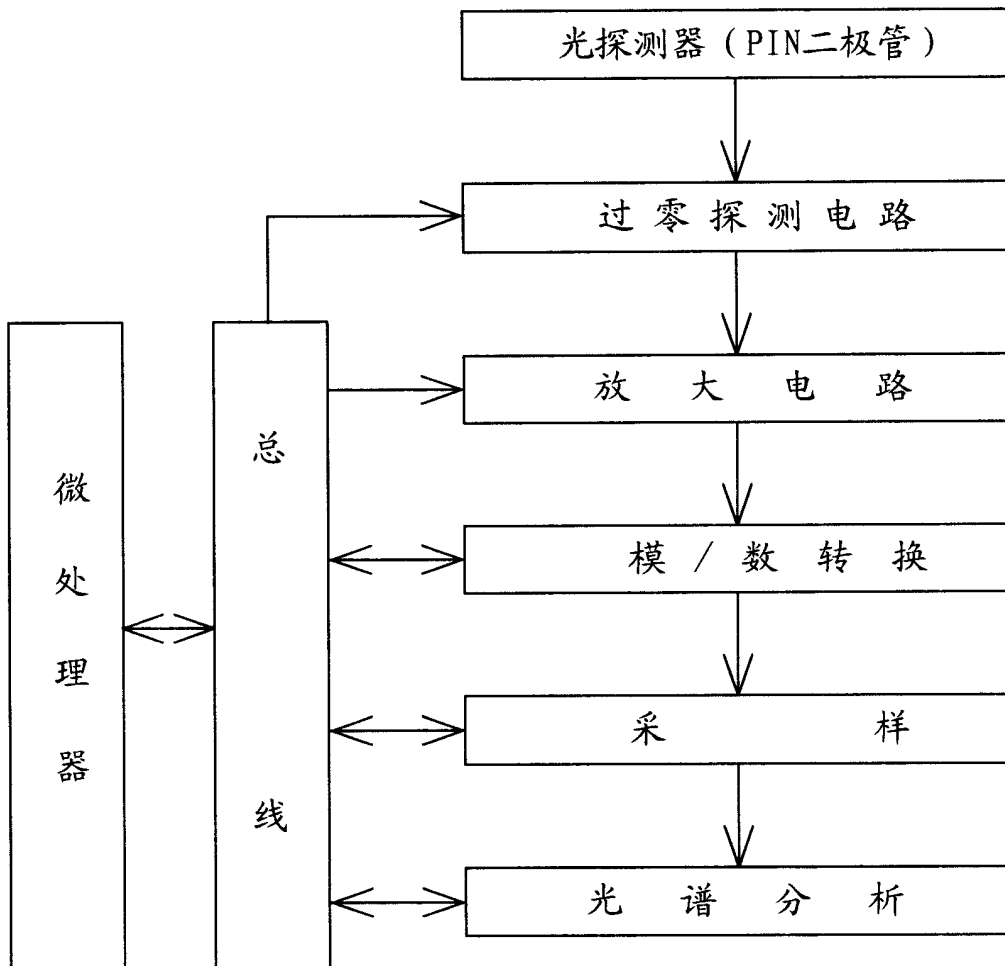 光探测器(PIN二极管)
过零探测电路
放大电路
模/数转换
采样
光谱分析
总线
微处理器